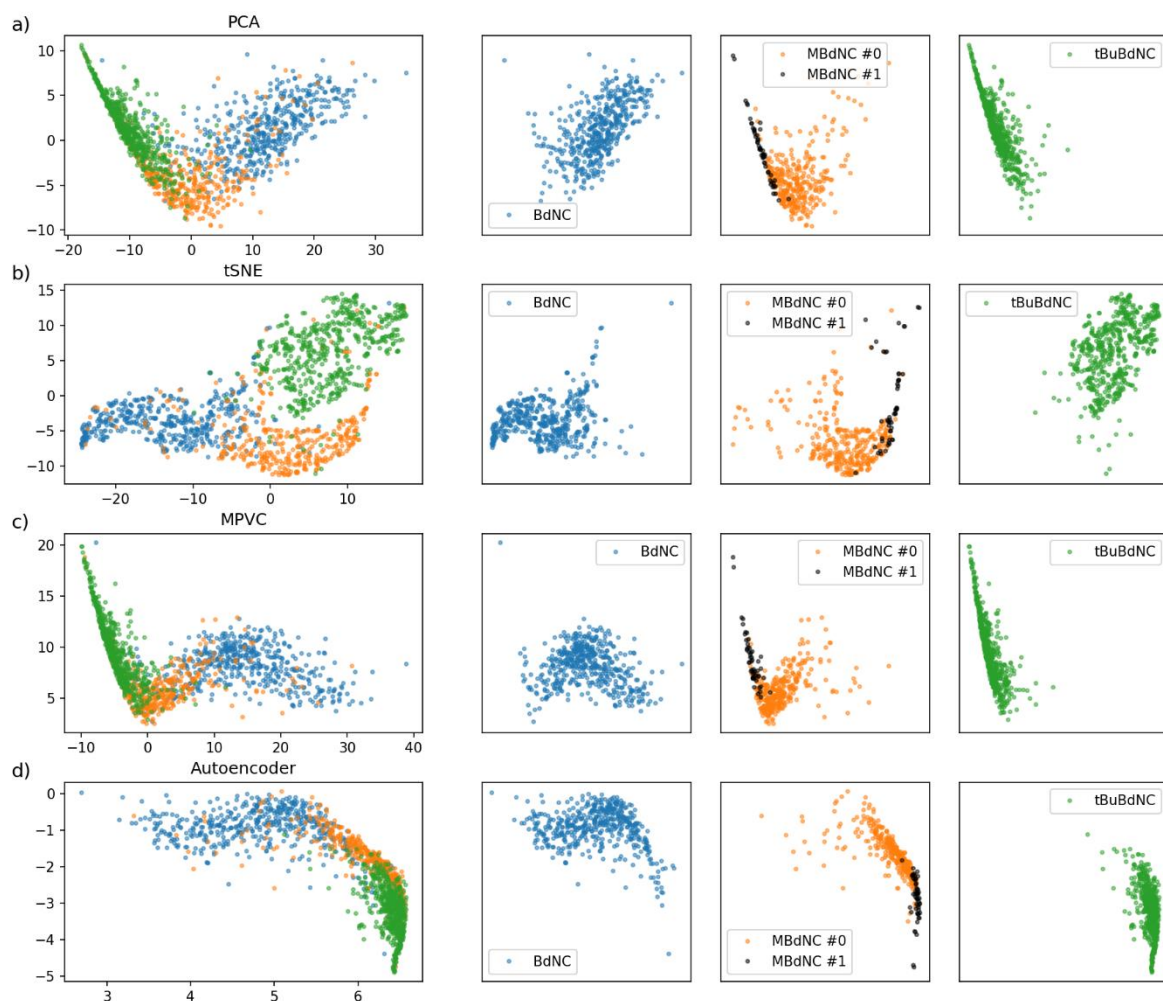 a)
PCA
10
5
0
−5
−10
−20
−10
0
10
20
30
BdNC
MBdNC #0
MBdNC #1
tBuBdNC
b)
tSNE
15
10
5
0
−5
−10
−20
−10
0
10
BdNC
MBdNC #0
MBdNC #1
tBuBdNC
c)
MPVC
20
15
10
5
−10
0
10
20
30
40
BdNC
MBdNC #0
MBdNC #1
tBuBdNC
d)
Autoencoder
0
−1
−2
−3
−4
−5
3
4
5
6
BdNC
MBdNC #0
MBdNC #1
tBuBdNC